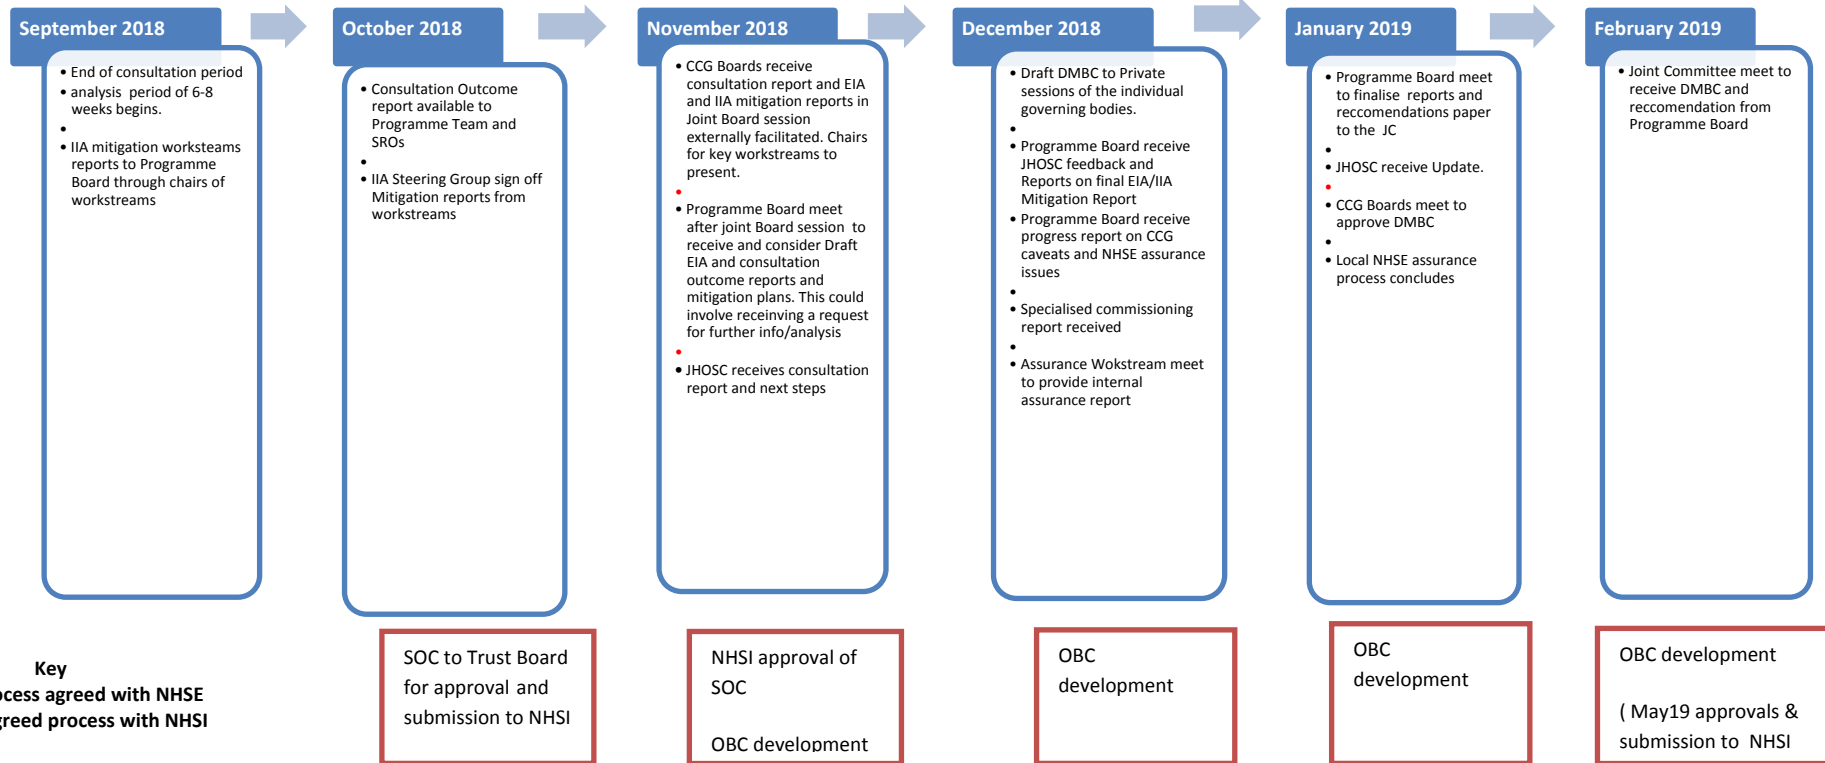 September 2018
• End of consultation period
• analysis period of 6-8
weeks begins.
•
• IIA mitigation worksteams
reports to Programme
Board through chairs of
workstreams
October 2018
• Consultation Outcome
report available to
Programme Team and
SROs
•
• IIA Steering Group sign off
Mitigation reports from
workstreams
November 2018
• CCG Boards receive
consultation report and EIA
and IIA mitigation reports in
Joint Board session
externally facilitated. Chairs
for key workstreams to
present.
•
• Programme Board meet
after joint Board session to
receive and consider Draft
EIA and consultation
outcome reports and
mitigation plans. This could
involve receinving a request
for further info/analysis
•
• JHOSC receives consultation
report and next steps
December 2018
• Draft DMBC to Private
sessions of the individual
governing bodies.
•
• Programme Board receive
JHOSC feedback and
Reports on final EIA/IIA
Mitigation Report
• Programme Board receive
progress report on CCG
caveats and NHSE assurance
issues
•
• Specialised commissioning
report received
•
• Assurance Wokstream meet
to provide internal
assurance report
January 2019
• Programme Board meet
to finalise reports and
reccomendations paper
to the JC
•
• JHOSC receive Update.
•
• CCG Boards meet to
approve DMBC
•
• Local NHSE assurance
process concludes
February 2019
• Joint Committee meet to
receive DMBC and
reccomendation from
Programme Board
Key
ocess agreed with NHSE
greed process with NHSI
SOC to Trust Board
for approval and
submission to NHSI
NHSI approval of
SOC
OBC development
OBC
development
OBC
development
OBC development
( May19 approvals &
submission to NHSI